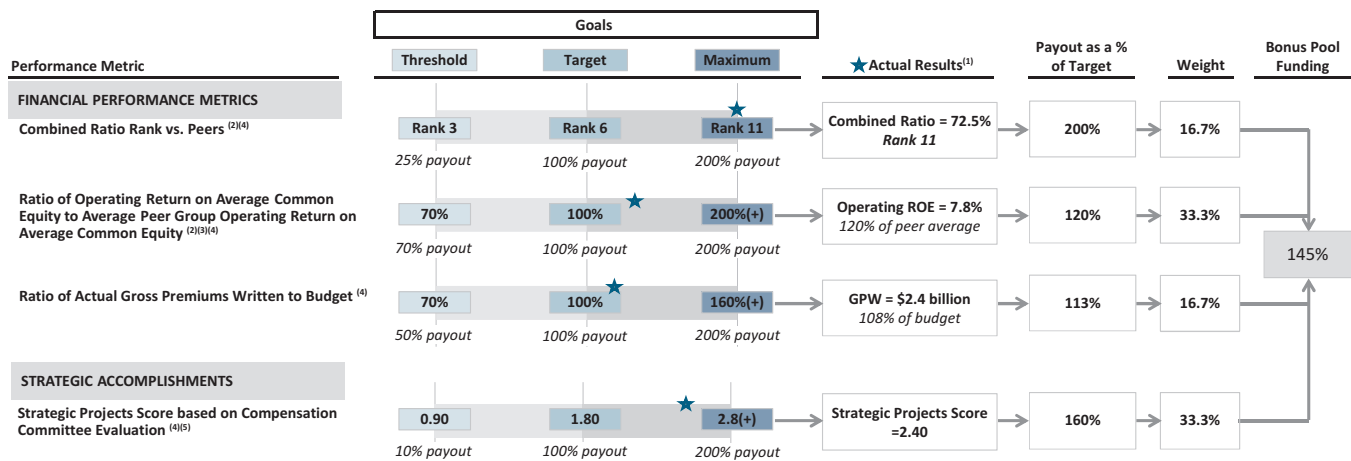 Goals
Performance Metric
Threshold
Target
Maximum
Actual Results(1)
Payout as a %
of Target
Weight
Bonus Pool
Funding
FINANCIAL PERFORMANCE METRICS
Combined Ratio Rank vs. Peers (2)(4)
Rank 3
Rank 6
Rank 11
Combined Ratio = 72.5%
Rank 11
200%
16.7%
25% payout
100% payout
200% payout
Ratio of Operating Return on Average Common
Equity to Average Peer Group Operating Return on
Average Common Equity (2)(3)(4)
70%
100%
200%(+)
Operating ROE = 7.8%
120% of peer average
120%
33.3%
70% payout
100% payout
200% payout
145%
Ratio of Actual Gross Premiums Written to Budget (4)
70%
100%
160%(+)
GPW = $2.4 billion
108% of budget
113%
16.7%
50% payout
100% payout
200% payout
STRATEGIC ACCOMPLISHMENTS
Strategic Projects Score based on Compensation
Committee Evaluation (4)(5)
0.90
1.80
2.8(+)
Strategic Projects Score
=2.40
160%
33.3%
10% payout
100% payout
200% payout